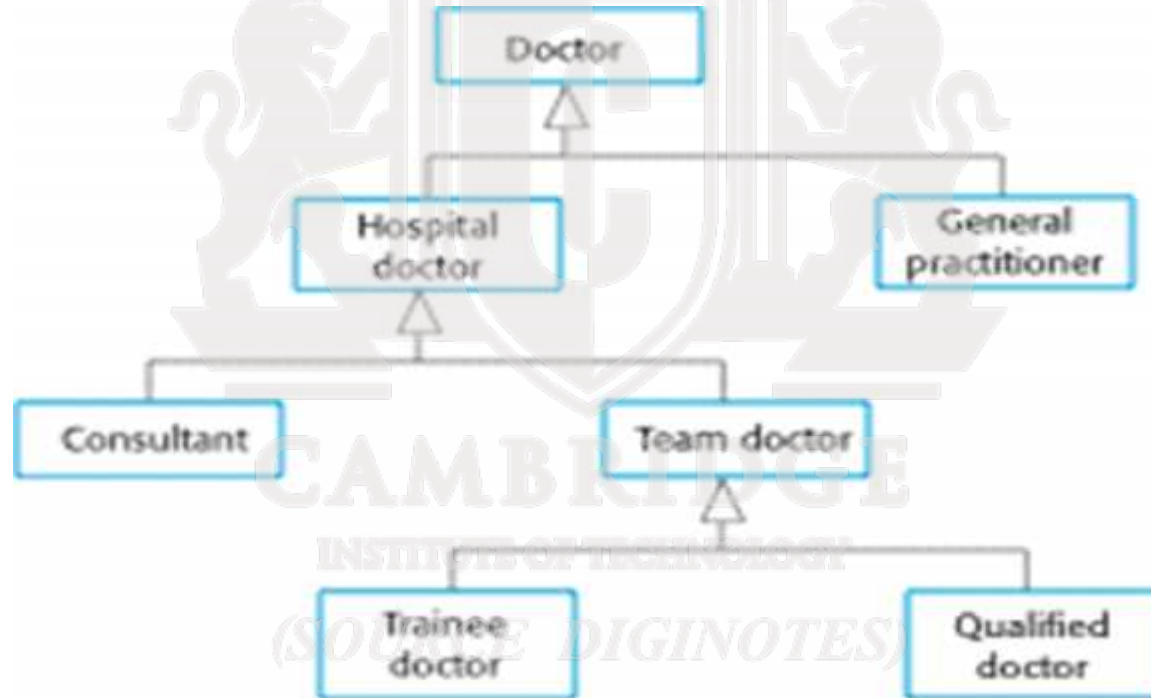 Doctor
Hospital
doctor
General
practitioner
Consultant
Team doctor
CAMBRIDGE
INSTITUTE OF TECHNOLOGY
Trainee
doctor
Qualified
doctor
(SOURCE DIGINOTES)